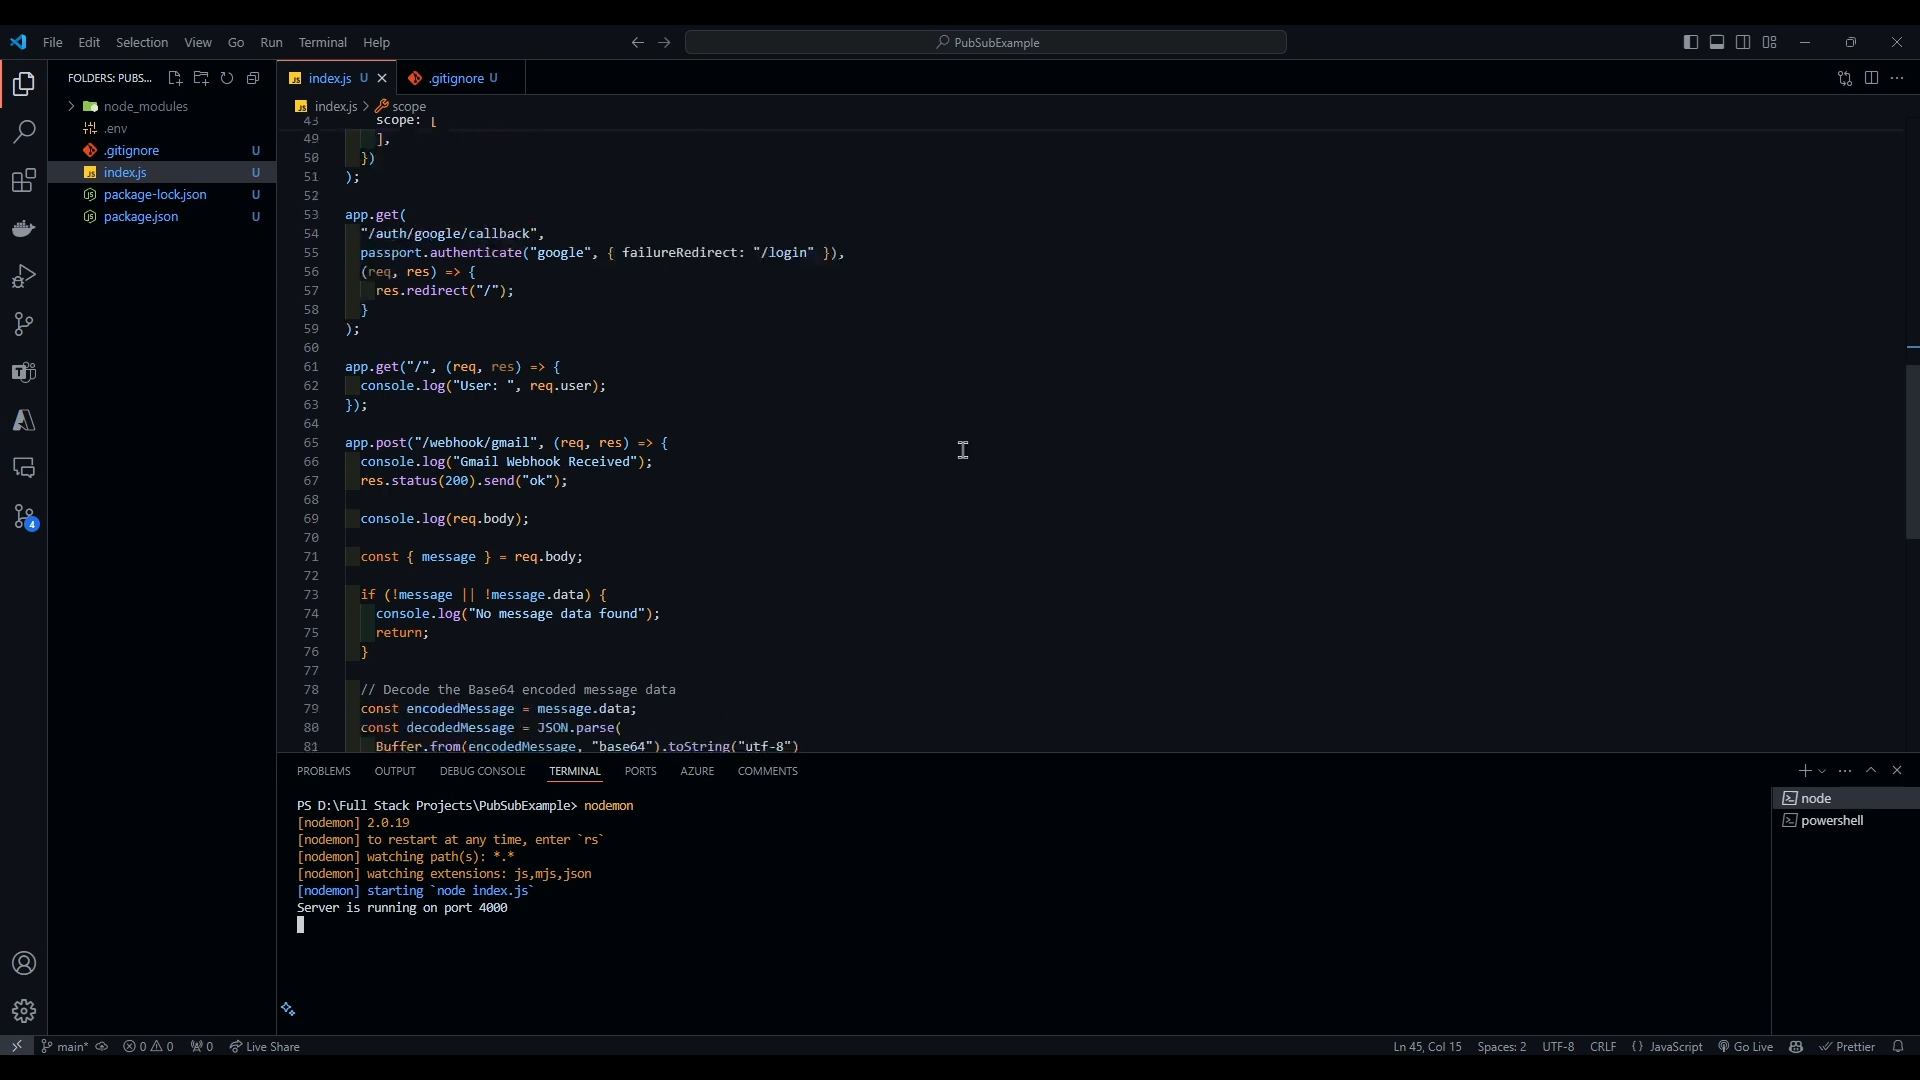 File Edit Selection View Go Run Terminal Help PubSubExample
FOLDERS: PUBS... index.js U .gitignore U
node_modules
.env
.gitignore U
index.js U
package-lock.json U
package.json U
index.js > scope
43 scope: [
49 ],
50 })
51 );
52
53 app.get(
54 "/auth/google/callback",
55 passport.authenticate("google", { failureRedirect: "/login" }),
56 (req, res) => {
57 res.redirect("/");
58 }
59 );
60
61 app.get("/", (req, res) => {
62 console.log("User: ", req.user);
63 });
64
65 app.post("/webhook/gmail", (req, res) => {
66 console.log("Gmail Webhook Received");
67 res.status(200).send("ok");
68
69 console.log(req.body);
70
71 const { message } = req.body;
72
73 if (!message || !message.data) {
74 console.log("No message data found");
75 return;
76 }
77
78 // Decode the Base64 encoded message data
79 const encodedMessage = message.data;
80 const decodedMessage = JSON.parse(
81 Buffer.from(encodedMessage, "base64").toString("utf-8")
4
PROBLEMS OUTPUT DEBUG CONSOLE TERMINAL PORTS AZURE COMMENTS
PS D:\Full Stack Projects\PubSubExample> nodemon
[nodemon] 2.0.19
[nodemon] to restart at any time, enter `rs`
[nodemon] watching path(s): *.*
[nodemon] watching extensions: js,mjs,json
[nodemon] starting `node index.js`
Server is running on port 4000
node
powershell
main* 0 0 0 Live Share Ln 45, Col 15 Spaces: 2 UTF-8 CRLF {} JavaScript Go Live Prettier